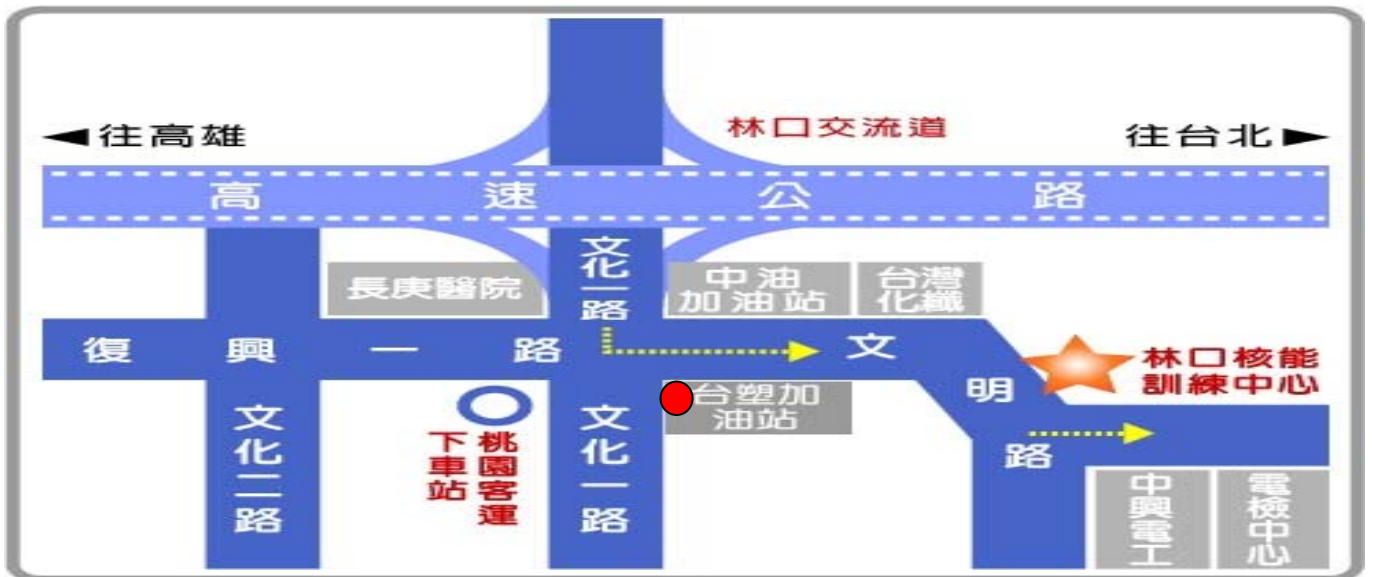 林口交流道
◄往高雄
往台北►
高速公路
文化一路
長庚醫院
中油
加油站
台灣
化纖
復興一路
文明路
林口核能
訓練中心
台塑加
油站
文化二路
桃園客運
下車站
文化一路
中興電工
電檢中心